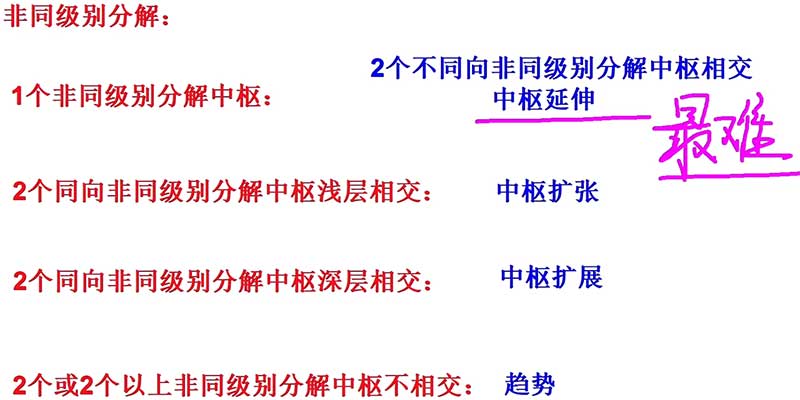 非同级别分解：
2个不同向非同级别分解中枢相交
1个非同级别分解中枢：
中枢延伸
最难
2个同向非同级别分解中枢浅层相交：
中枢扩张
2个同向非同级别分解中枢深层相交：
中枢扩展
2个或2个以上非同级别分解中枢不相交：
趋势